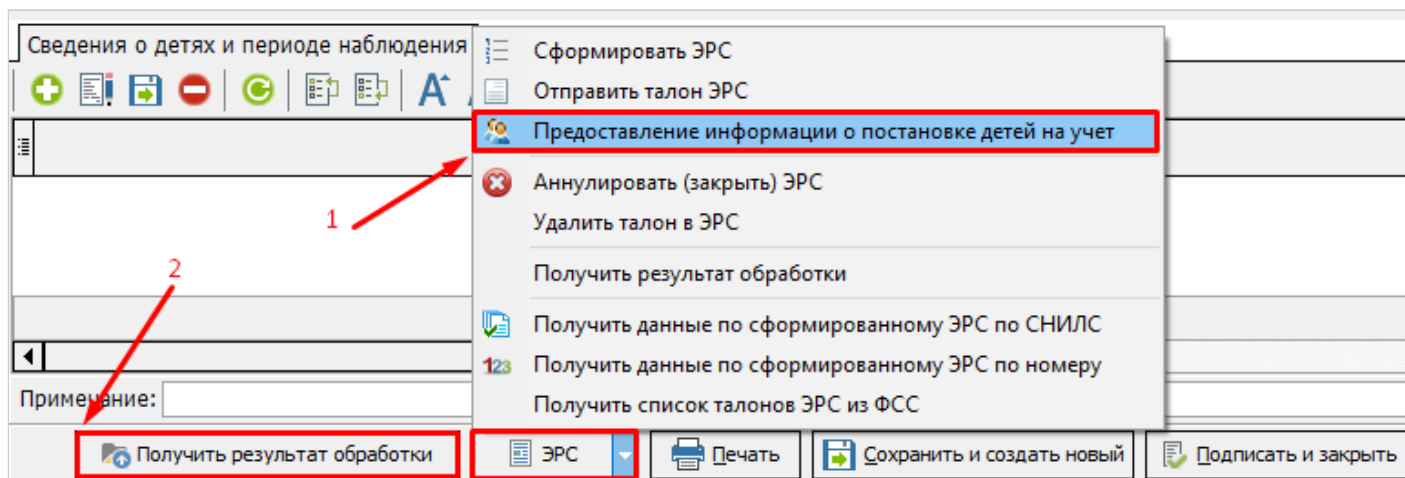 Сведения о детях и периоде наблюдения
Сформировать ЭРС
Отправить талон ЭРС
Предоставление информации о постановке детей на учет
1
Аннулировать (закрыть) ЭРС
Удалить талон в ЭРС
2
Получить результат обработки
Получить данные по сформированному ЭРС по СНИЛС
123 Получить данные по сформированному ЭРС по номеру
Примечание:
Получить список талонов ЭРС из ФСС
Получить результат обработки ЭРС Печать Сохранить и создать новый Подписать и закрыть